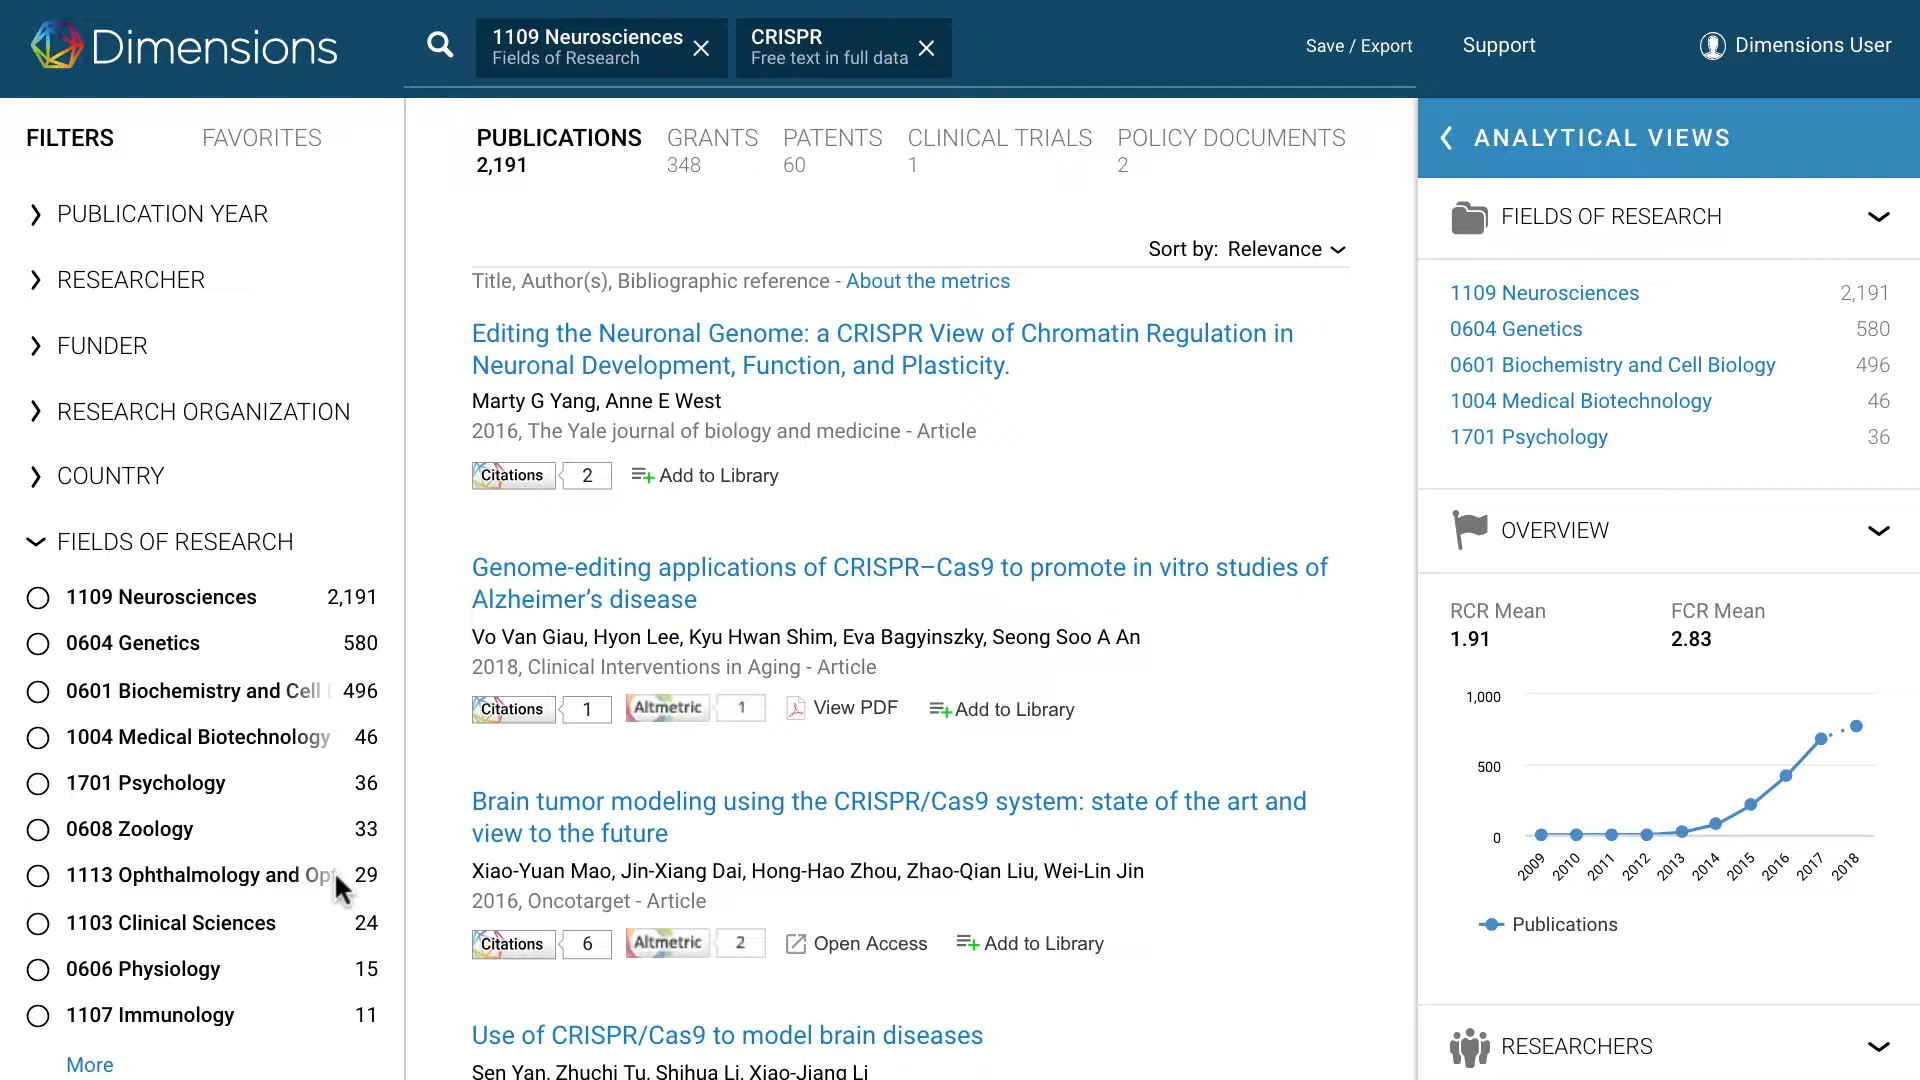 Dimensions
1109 Neurosciences
Fields of Research
CRISPR
Free text in full data
Save / Export
Support
Dimensions User
FILTERS
FAVORITES
PUBLICATION YEAR
RESEARCHER
FUNDER
RESEARCH ORGANIZATION
COUNTRY
FIELDS OF RESEARCH
1109 Neurosciences 2,191
0604 Genetics 580
0601 Biochemistry and Cell 496
1004 Medical Biotechnology 46
1701 Psychology 36
0608 Zoology 33
1113 Ophthalmology and Opt 29
1103 Clinical Sciences 24
0606 Physiology 15
1107 Immunology 11
More
PUBLICATIONS
2,191
GRANTS
348
PATENTS
60
CLINICAL TRIALS
1
POLICY DOCUMENTS
2
Sort by: Relevance
Title, Author(s), Bibliographic reference - About the metrics
Editing the Neuronal Genome: a CRISPR View of Chromatin Regulation in
Neuronal Development, Function, and Plasticity.
Marty G Yang, Anne E West
2016, The Yale journal of biology and medicine - Article
Citations 2 Add to Library
Genome-editing applications of CRISPR–Cas9 to promote in vitro studies of
Alzheimer’s disease
Vo Van Giau, Hyon Lee, Kyu Hwan Shim, Eva Bagyinszky, Seong Soo A An
2018, Clinical Interventions in Aging - Article
Citations 1 Altmetric 1 View PDF Add to Library
Brain tumor modeling using the CRISPR/Cas9 system: state of the art and
view to the future
Xiao-Yuan Mao, Jin-Xiang Dai, Hong-Hao Zhou, Zhao-Qian Liu, Wei-Lin Jin
2016, Oncotarget - Article
Citations 6 Altmetric 2 Open Access Add to Library
Use of CRISPR/Cas9 to model brain diseases
Sen Yan, Zhuchi Tu, Shihua Li, Xiao-Jiang Li
ANALYTICAL VIEWS
FIELDS OF RESEARCH
1109 Neurosciences 2,191
0604 Genetics 580
0601 Biochemistry and Cell Biology 496
1004 Medical Biotechnology 46
1701 Psychology 36
OVERVIEW
RCR Mean
1.91
FCR Mean
2.83
1,000
500
0
2009 2010 2011 2012 2013 2014 2015 2016 2017 2018
Publications
RESEARCHERS